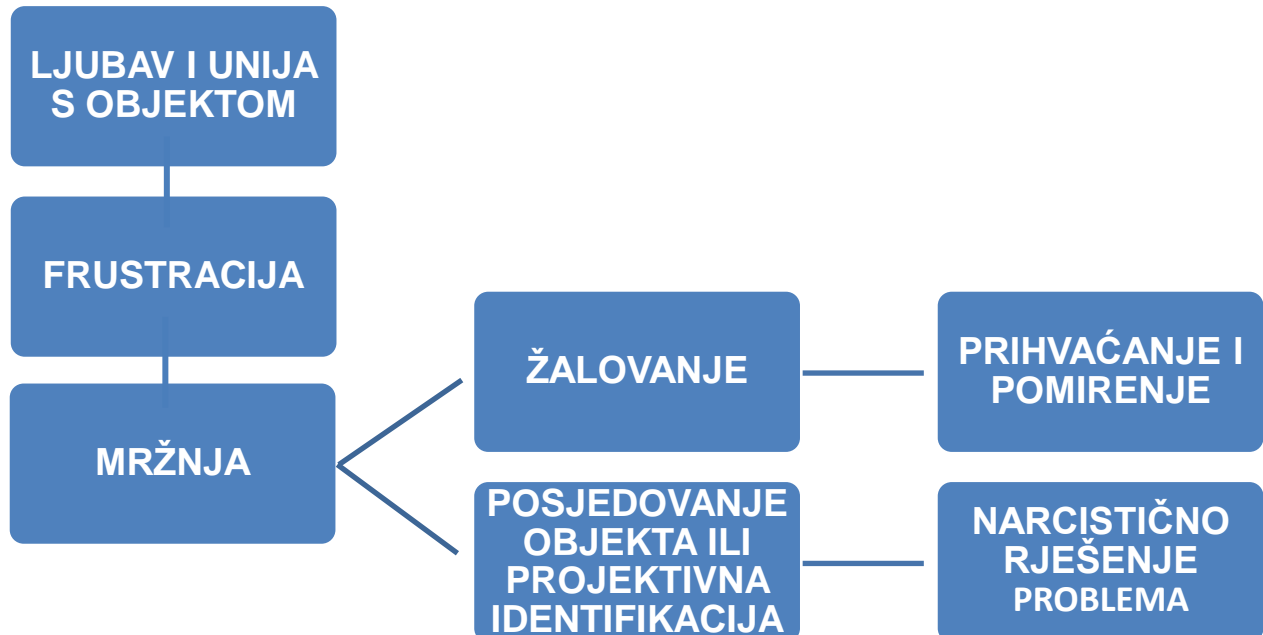 LJUBAV I UNIJA
S OBJEKTOM
FRUSTRACIJA
MRŽNJA
ŽALOVANJE
PRIHVAĆANJE I
POMIRENJE
POSJEDOVANJE
OBJEKTA ILI
PROJEKTIVNA
IDENTIFIKACIJA
NARCISTIČNO
RJEŠENJE
PROBLEMA